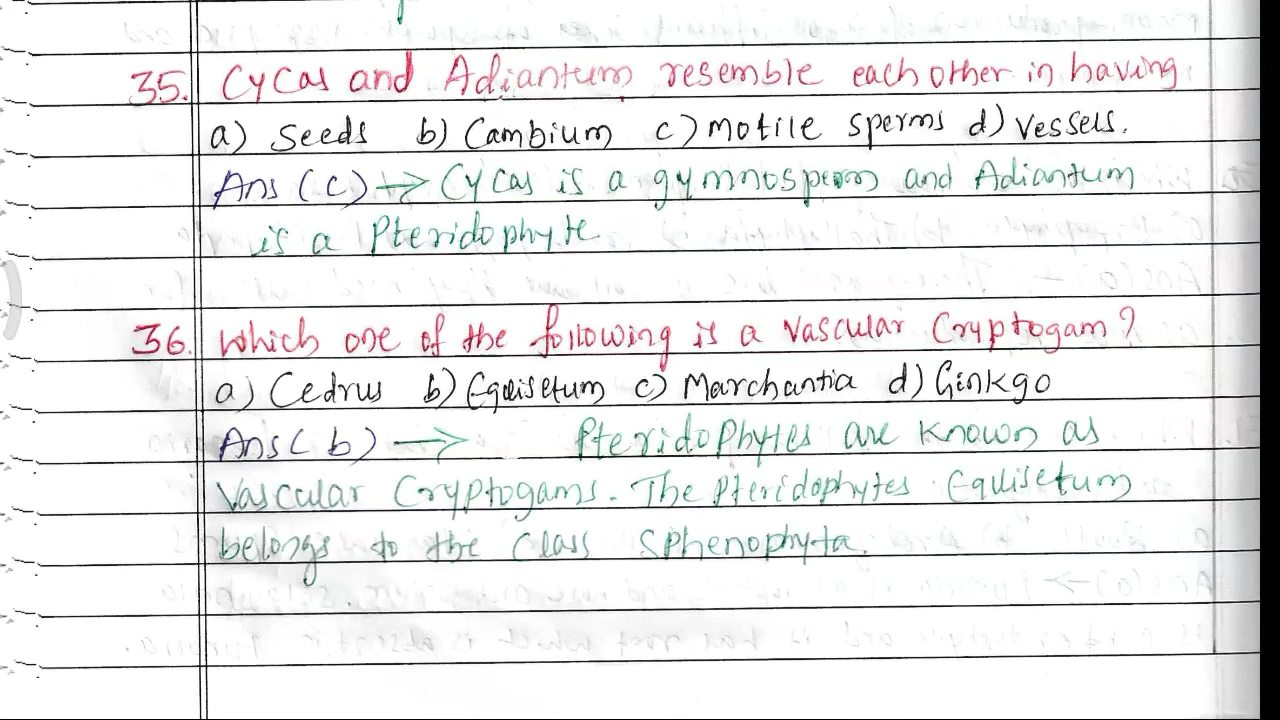 35. Cycas and Adiantum resemble each other in having
a) Seeds b) Cambium c) motile sperms d) vessels.
Ans (c) → Cycas is a gymnosperm and Adiantum
is a Pteridophyte
36. Which one of the following is a vascular Cryptogam?
a) Cedrus b) Equisetum c) Marchantia d) Ginkgo
Ans (b) → Pteridophytes are known as
Vascular Cryptogams. The Pteridophytes Equisetum
belongs to the Class Sphenophyta.